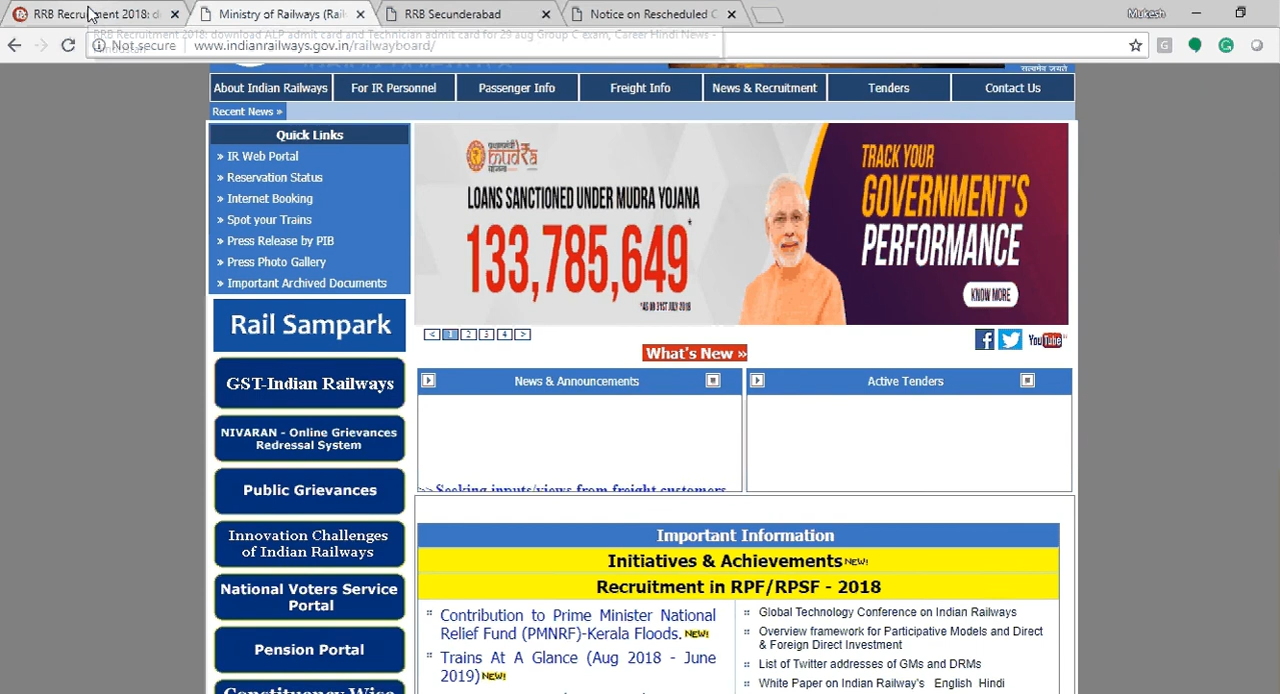 RRB Recruitment 2018: d
Ministry of Railways (Rail
RRB Secunderabad
Notice on Rescheduled C
Mukesh
Not secure
www.indianrailways.gov.in/railwayboard/
RRB Recruitment 2018: download ALP admit card and Technician admit card for 29 aug Group C exam, Career Hindi News -
सत्यमेव जयते
About Indian Railways
For IR Personnel
Passenger Info
Freight Info
News & Recruitment
Tenders
Contact Us
Recent News »
Quick Links
» IR Web Portal
» Reservation Status
» Internet Booking
» Spot your Trains
» Press Release by PIB
» Press Photo Gallery
» Important Archived Documents
Rail Sampark
GST-Indian Railways
NIVARAN - Online Grievances
Redressal System
Public Grievances
Innovation Challenges
of Indian Railways
National Voters Service
Portal
Pension Portal
Constituency Wise
प्रधानमंत्री
mudra
योजना
LOANS SANCTIONED UNDER MUDRA YOJANA
133,785,649*
*AS ON 31ST JULY 2018
TRACK YOUR
GOVERNMENT'S
PERFORMANCE
KNOW MORE
< 1 2 3 4 >
YouTube
What's New »
News & Announcements
Active Tenders
>> Seeking inputs/views from freight customers
Important Information
Initiatives & Achievements NEW!
Recruitment in RPF/RPSF - 2018
Contribution to Prime Minister National
Relief Fund (PMNRF)-Kerala Floods. NEW!
Trains At A Glance (Aug 2018 - June
2019) NEW!
Global Technology Conference on Indian Railways
Overview framework for Participative Models and Direct
& Foreign Direct Investment
List of Twitter addresses of GMs and DRMs
White Paper on Indian Railway's English Hindi